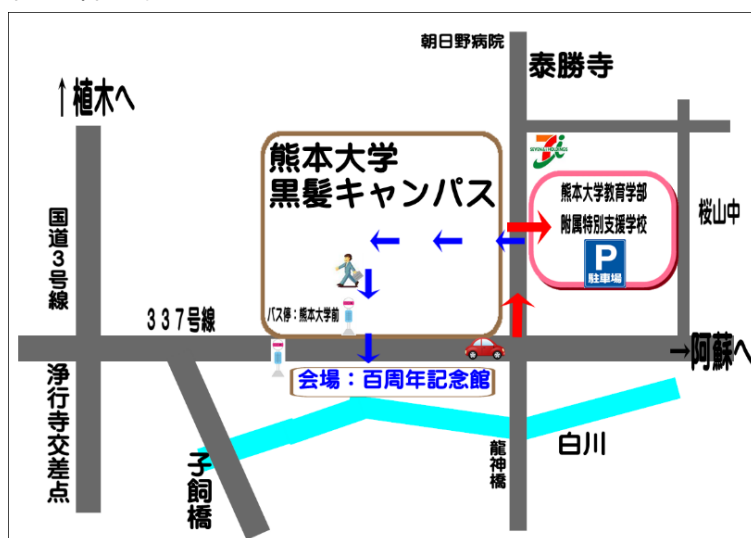 朝日野病院
泰勝寺
↑植木へ
熊本大学
黒髪キャンパス
SEVEN & i HOLDINGS
熊本大学教育学部
附属特別支援学校
P
駐車場
桜山中
国道3号線
バス停：熊本大学前
337号線
→阿蘇へ
会場：百周年記念館
浄行寺交差点
子飼橋
龍神橋
白川